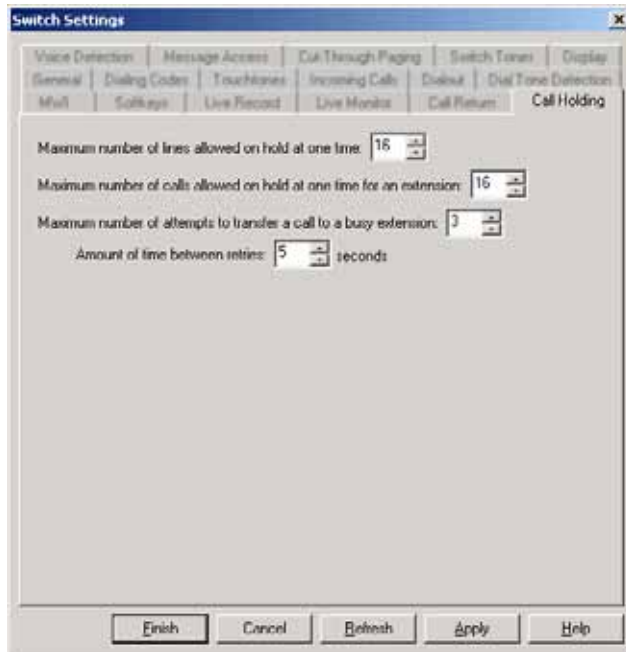 Switch Settings
Voice Detection Message Access Cut Through Paging Switch Tones Display
General Dialing Codes Touchtones Incoming Calls Dialout Dial Tone Detection
MWI Softkeys Live Record Live Monitor Call Return Call Holding
Maximum number of lines allowed on hold at one time: 16
Maximum number of calls allowed on hold at one time for an extension: 16
Maximum number of attempts to transfer a call to a busy extension: 3
Amount of time between retries: 5 seconds
Finish Cancel Refresh Apply Help